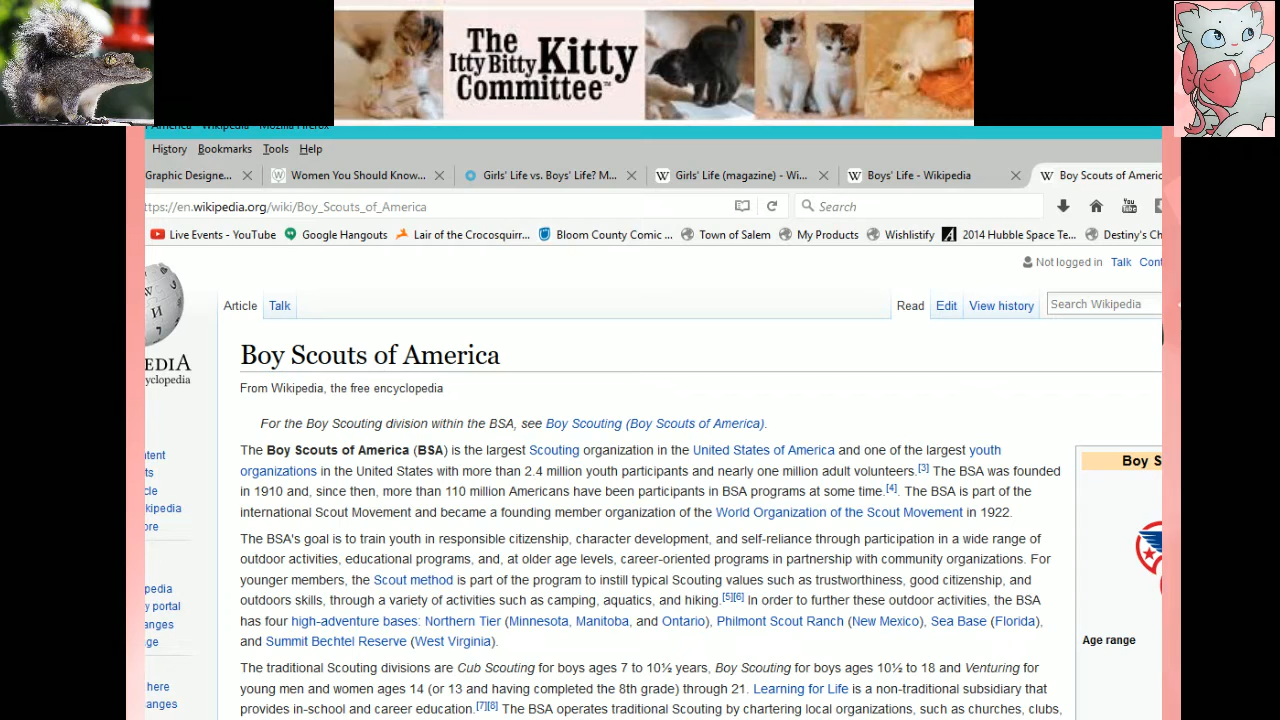 The
Itty Bitty Kitty
Committee™
History Bookmarks Tools Help
Graphic Designe... Women You Should Know... Girls' Life vs. Boys' Life? M... Girls' Life (magazine) - Wi... Boys' Life - Wikipedia Boy Scouts of Americ
ttps://en.wikipedia.org/wiki/Boy_Scouts_of_America Search
Live Events - YouTube Google Hangouts Lair of the Crocosquirr... Bloom County Comic ... Town of Salem My Products Wishlistify 2014 Hubble Space Te... Destiny's Ch
Not logged in Talk Cont
Article Talk Read Edit View history Search Wikipedia
EDIA
cyclopedia
Boy Scouts of America
From Wikipedia, the free encyclopedia
For the Boy Scouting division within the BSA, see Boy Scouting (Boy Scouts of America).
The Boy Scouts of America (BSA) is the largest Scouting organization in the United States of America and one of the largest youth
organizations in the United States with more than 2.4 million youth participants and nearly one million adult volunteers.[3] The BSA was founded
in 1910 and, since then, more than 110 million Americans have been participants in BSA programs at some time.[4]. The BSA is part of the
international Scout Movement and became a founding member organization of the World Organization of the Scout Movement in 1922.
The BSA's goal is to train youth in responsible citizenship, character development, and self-reliance through participation in a wide range of
outdoor activities, educational programs, and, at older age levels, career-oriented programs in partnership with community organizations. For
younger members, the Scout method is part of the program to instill typical Scouting values such as trustworthiness, good citizenship, and
outdoors skills, through a variety of activities such as camping, aquatics, and hiking.[5][6] In order to further these outdoor activities, the BSA
has four high-adventure bases: Northern Tier (Minnesota, Manitoba, and Ontario), Philmont Scout Ranch (New Mexico), Sea Base (Florida),
and Summit Bechtel Reserve (West Virginia).
The traditional Scouting divisions are Cub Scouting for boys ages 7 to 10½ years, Boy Scouting for boys ages 10½ to 18 and Venturing for
young men and women ages 14 (or 13 and having completed the 8th grade) through 21. Learning for Life is a non-traditional subsidiary that
provides in-school and career education.[7][8] The BSA operates traditional Scouting by chartering local organizations, such as churches, clubs,
Boy S
Age range
tent
ts
cle
kipedia
ore
pedia
y portal
anges
ge
here
anges